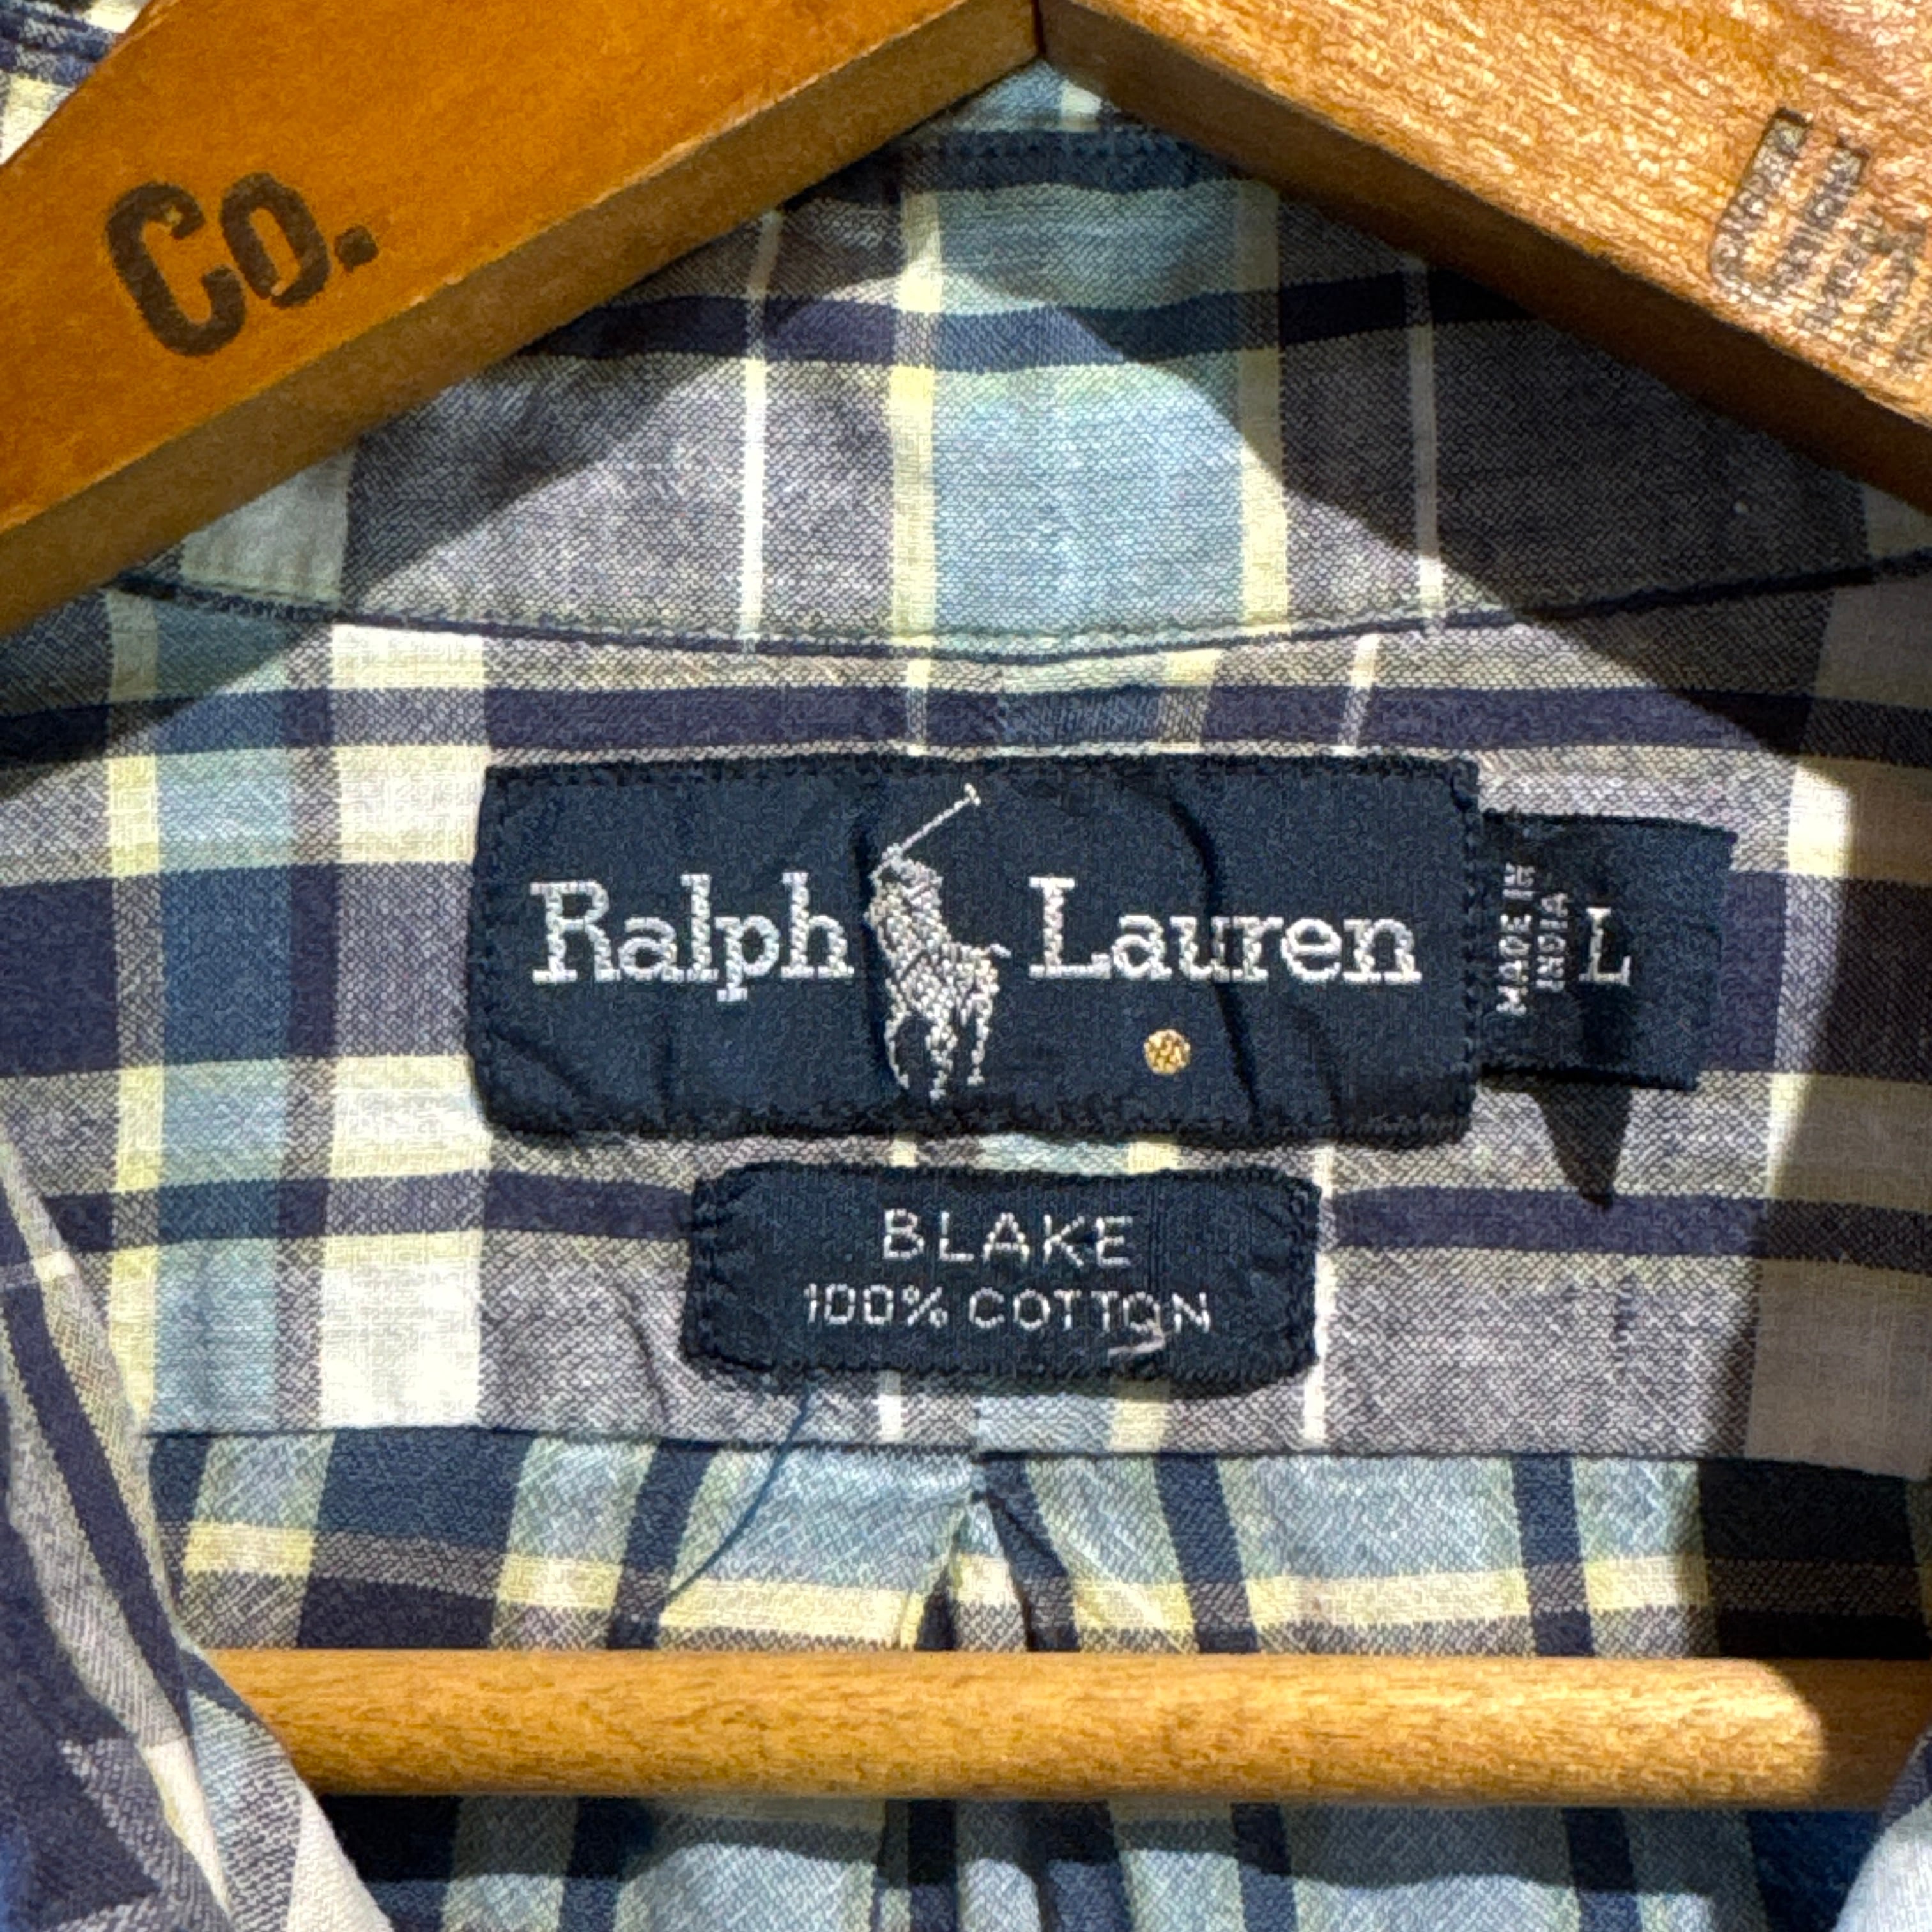 Co.
Ralph Lauren
MADE IN
INDIA
L
BLAKE
100% COTTON